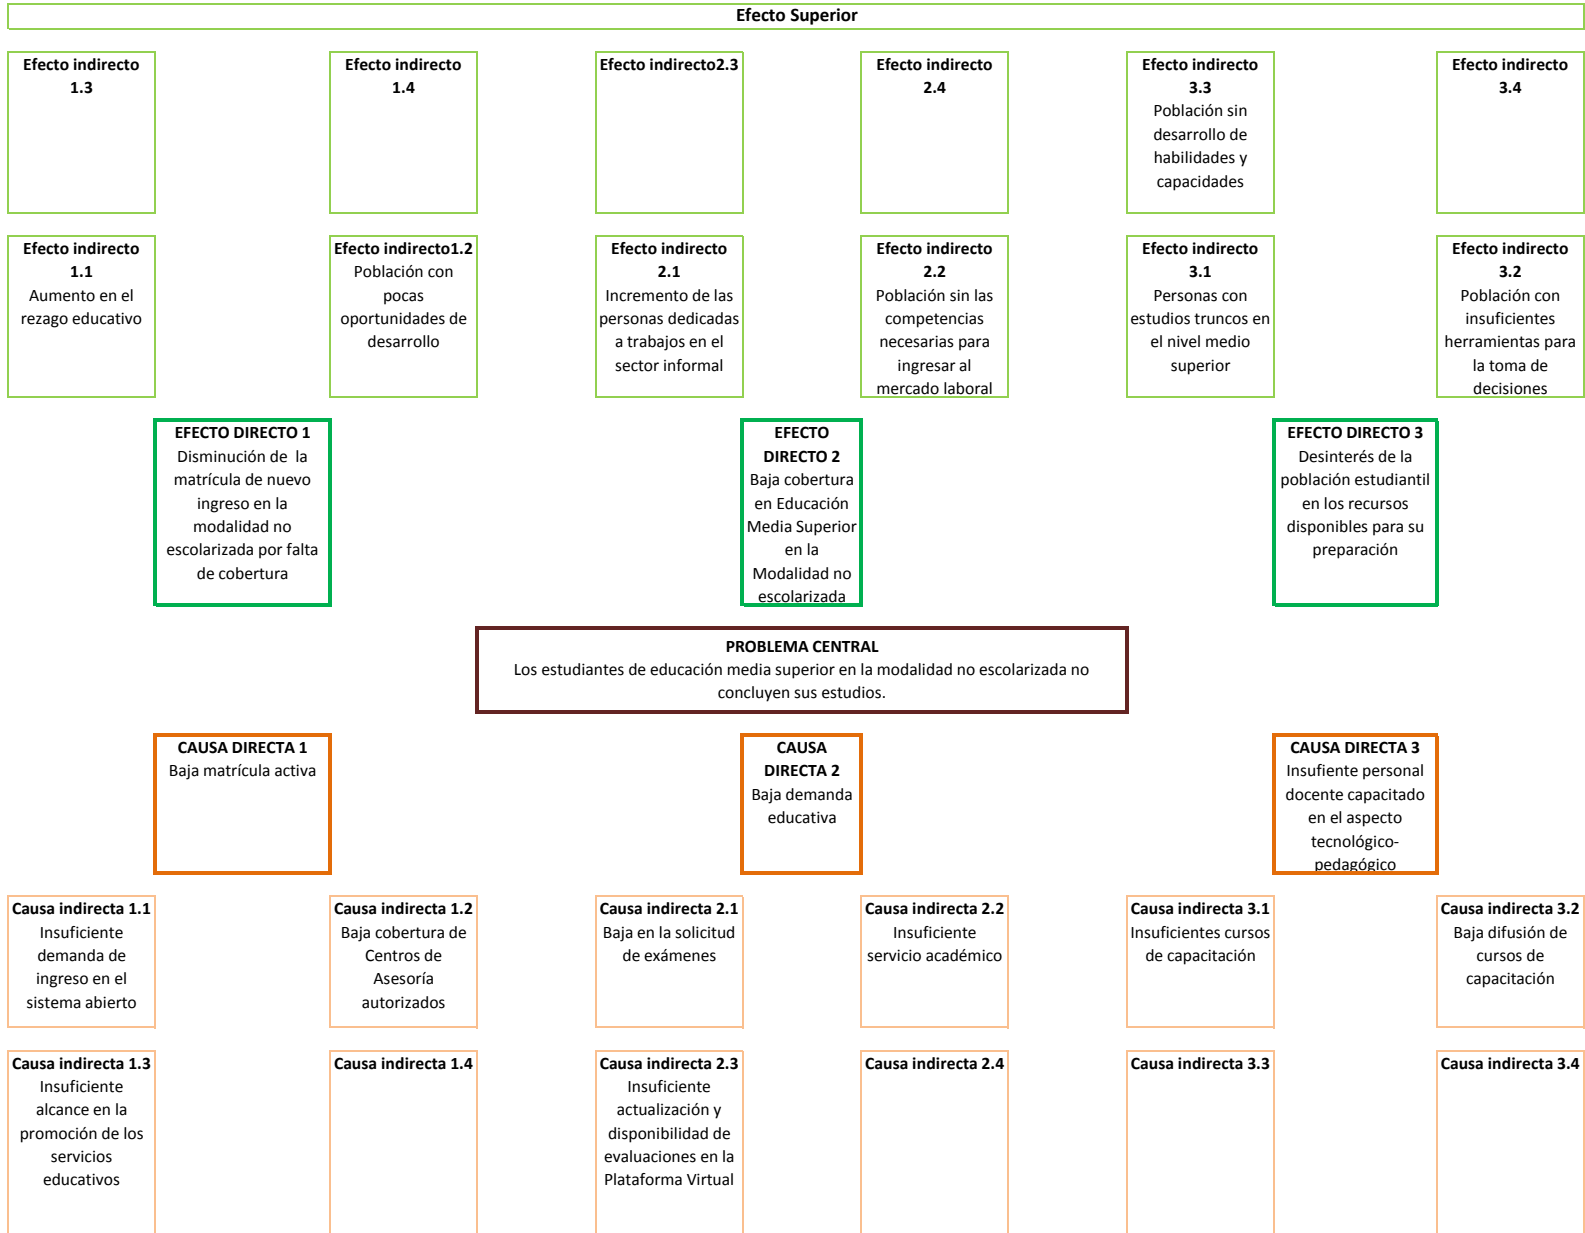 Efecto Superior
Efecto indirecto
1.3
Efecto indirecto
1.4
Efecto indirecto2.3
Efecto indirecto
2.4
Efecto indirecto
3.3
Población sin
desarrollo de
habilidades y
capacidades
Efecto indirecto
3.4
Efecto indirecto
1.1
Aumento en el
rezago educativo
Efecto indirecto1.2
Población con
pocas
oportunidades de
desarrollo
Efecto indirecto
2.1
Incremento de las
personas dedicadas
a trabajos en el
sector informal
Efecto indirecto
2.2
Población sin las
competencias
necesarias para
ingresar al
mercado laboral
Efecto indirecto
3.1
Personas con
estudios truncos en
el nivel medio
superior
Efecto indirecto
3.2
Población con
insuficientes
herramientas para
la toma de
decisiones
EFECTO DIRECTO 1
Disminución de  la
matrícula de nuevo
ingreso en la
modalidad no
escolarizada por falta
de cobertura
EFECTO
DIRECTO 2
Baja cobertura
en Educación
Media Superior
en la
Modalidad no
escolarizada
EFECTO DIRECTO 3
Desinterés de la
población estudiantil
en los recursos
disponibles para su
preparación
PROBLEMA CENTRAL
Los estudiantes de educación media superior en la modalidad no escolarizada no
concluyen sus estudios.
CAUSA DIRECTA 1
Baja matrícula activa
CAUSA
DIRECTA 2
Baja demanda
educativa
CAUSA DIRECTA 3
Insufiente personal
docente capacitado
en el aspecto
tecnológico-
pedagógico
Causa indirecta 1.1
Insuficiente
demanda de
ingreso en el
sistema abierto
Causa indirecta 1.2
Baja cobertura de
Centros de
Asesoría
autorizados
Causa indirecta 2.1
Baja en la solicitud
de exámenes
Causa indirecta 2.2
Insuficiente
servicio académico
Causa indirecta 3.1
Insuficientes cursos
de capacitación
Causa indirecta 3.2
Baja difusión de
cursos de
capacitación
Causa indirecta 1.3
Insuficiente
alcance en la
promoción de los
servicios
educativos
Causa indirecta 1.4
Causa indirecta 2.3
Insuficiente
actualización y
disponibilidad de
evaluaciones en la
Plataforma Virtual
Causa indirecta 2.4
Causa indirecta 3.3
Causa indirecta 3.4